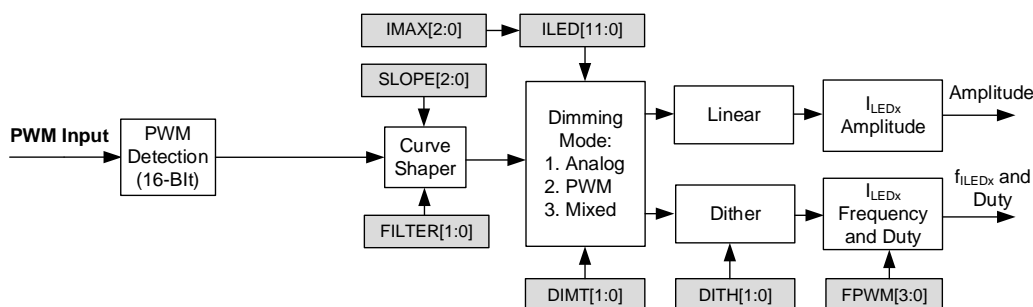 IMAX[2:0]
ILED[11:0]
SLOPE[2:0]
PWM Input
PWM
Detection
(16-BIt)
Curve
Shaper
FILTER[1:0]
Dimming
Mode:
1. Analog
2. PWM
3. Mixed
DIMT[1:0]
Linear
Dither
DITH[1:0]
ILEDx
Amplitude
Amplitude
ILEDx
Frequency
and Duty
fILEDx and
Duty
FPWM[3:0]